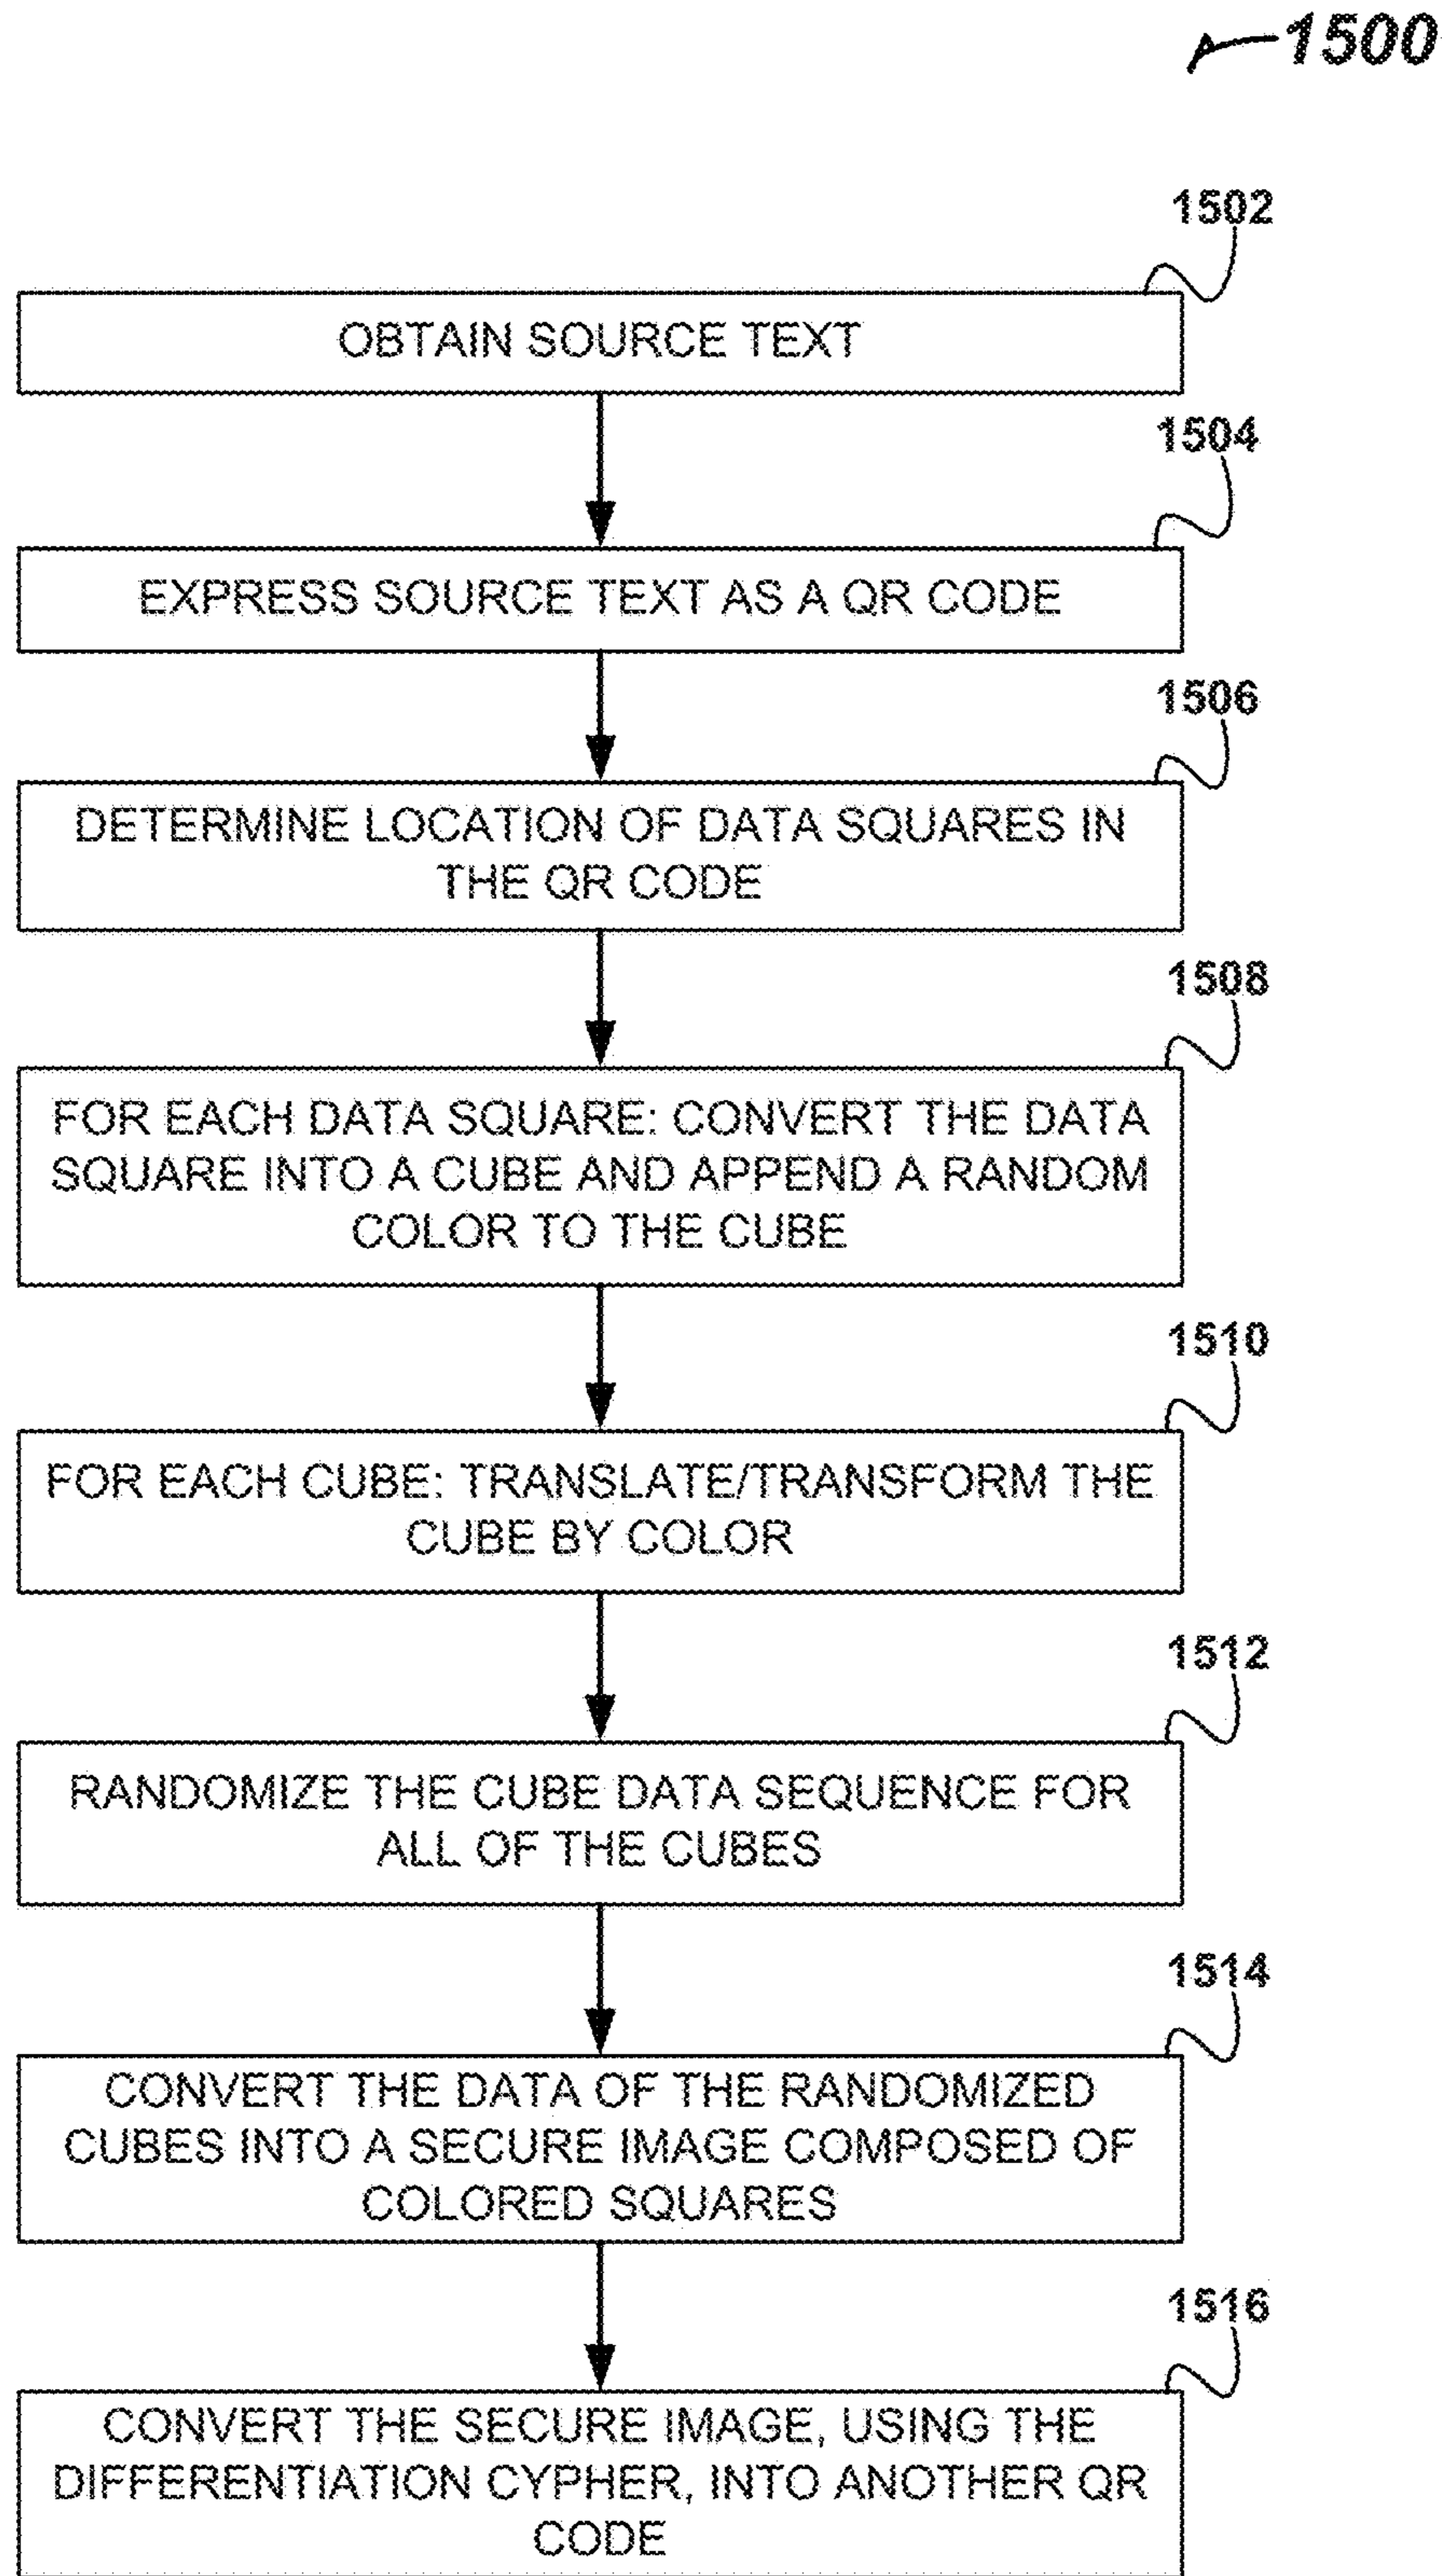 1500
1502
OBTAIN SOURCE TEXT
1504
EXPRESS SOURCE TEXT AS A QR CODE
1506
DETERMINE LOCATION OF DATA SQUARES IN
THE QR CODE
1508
FOR EACH DATA SQUARE: CONVERT THE DATA
SQUARE INTO A CUBE AND APPEND A RANDOM
COLOR TO THE CUBE
1510
FOR EACH CUBE: TRANSLATE/TRANSFORM THE
CUBE BY COLOR
1512
RANDOMIZE THE CUBE DATA SEQUENCE FOR
ALL OF THE CUBES
1514
CONVERT THE DATA OF THE RANDOMIZED
CUBES INTO A SECURE IMAGE COMPOSED OF
COLORED SQUARES
1516
CONVERT THE SECURE IMAGE, USING THE
DIFFERENTIATION CYPHER, INTO ANOTHER QR
CODE